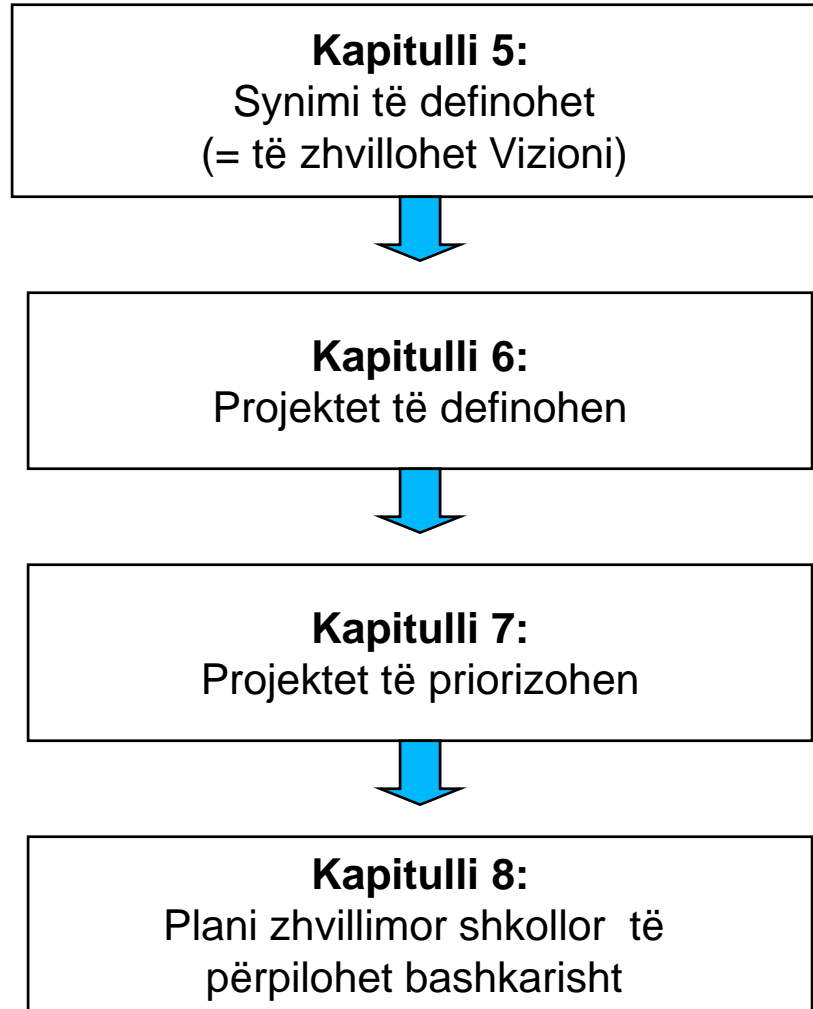 Kapitulli 5:
Synimi të definohet
(= të zhvillohet Vizioni)
Kapitulli 6:
Projektet të definohen
Kapitulli 7:
Projektet të priorizohen
Kapitulli 8:
Plani zhvillimor shkollor të
përpilohet bashkarisht